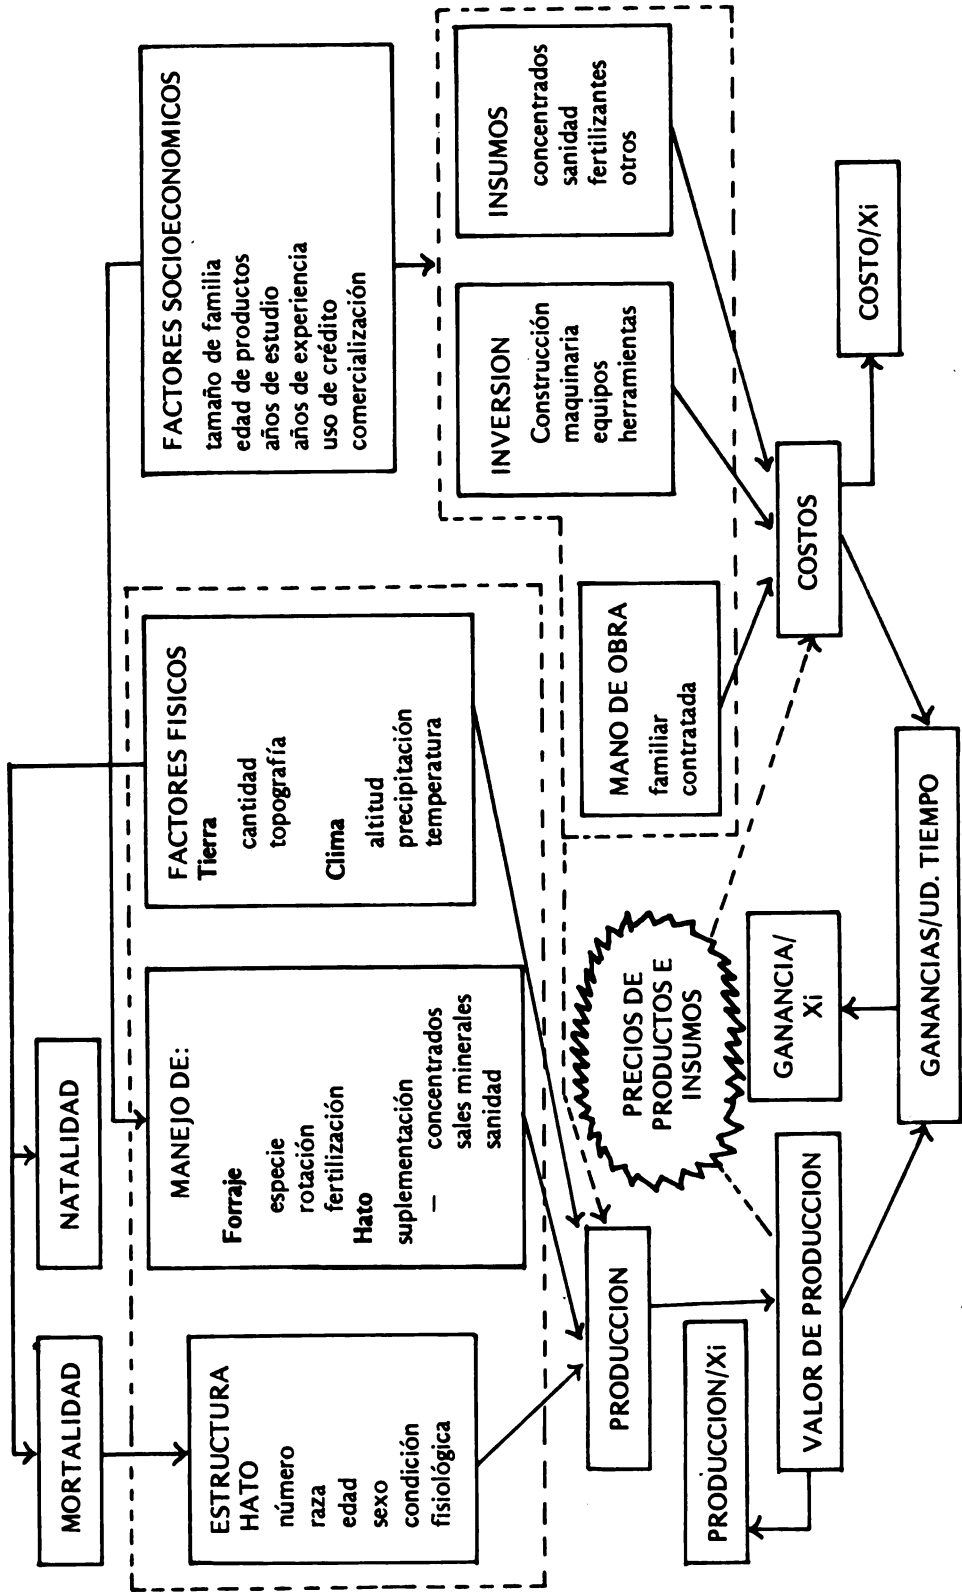 MORTALIDAD
NATALIDAD
ESTRUCTURA
HATO
número
raza
edad
sexo
condición
fisiológica
MANEJO DE:
Forraje
especie
rotación
fertilización
Hato
suplementación
— concentrados
sales minerales
sanidad
FACTORES FISICOS
Tierra
cantidad
topografía
Clima
altitud
precipitación
temperatura
FACTORES SOCIOECONOMICOS
tamaño de familia
edad de productos
años de estudio
años de experiencia
uso de crédito
comercialización
MANO DE OBRA
familiar
contratada
INVERSION
Construcción
maquinaria
equipos
herramientas
INSUMOS
concentrados
sanidad
fertilizantes
otros
PRODUCCION
PRECIOS DE
PRODUCTOS E
INSUMOS
COSTOS
COSTO/Xi
PRODUCCION/Xi
VALOR DE PRODUCCION
GANANCIA/
Xi
GANANCIAS/UD. TIEMPO